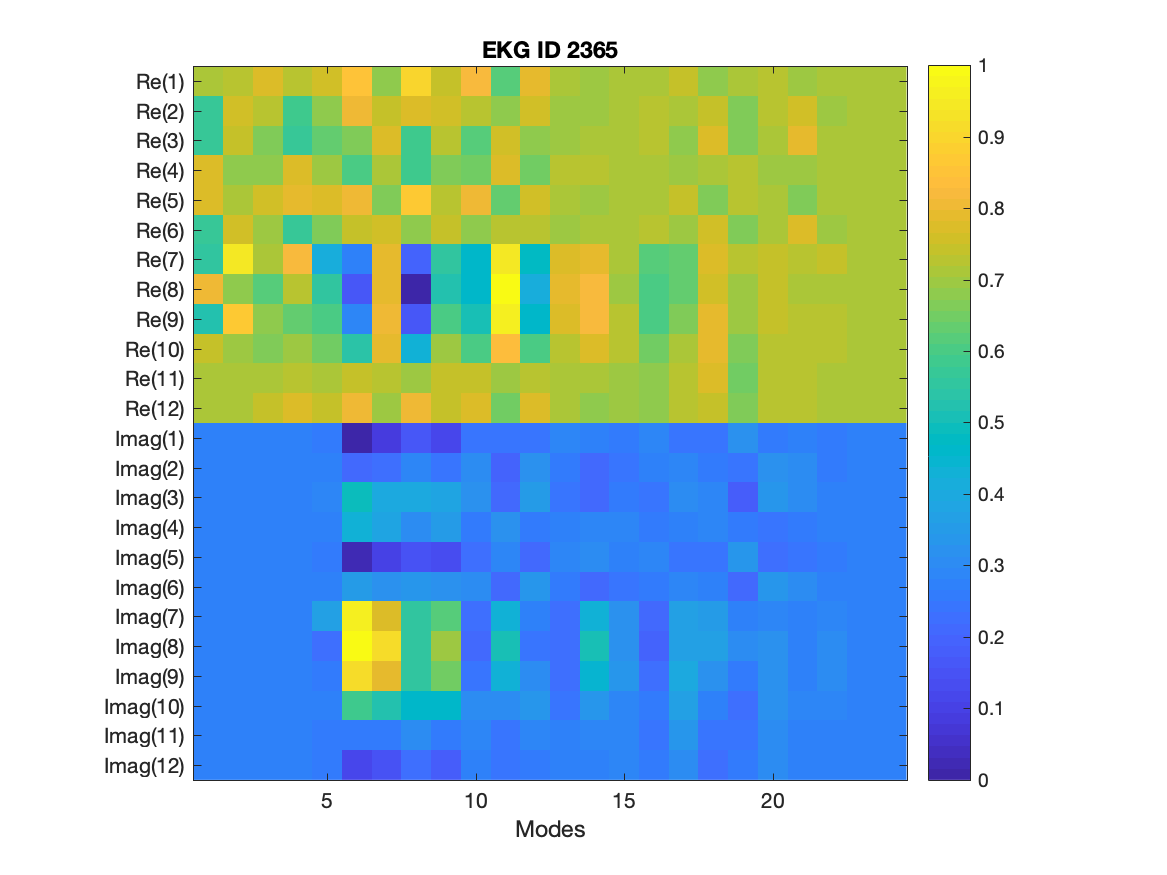 EKG ID 2365
Re(1)
Re(2)
Re(3)
Re(4)
Re(5)
Re(6)
Re(7)
Re(8)
Re(9)
Re(10)
Re(11)
Re(12)
Imag(1)
Imag(2)
Imag(3)
Imag(4)
Imag(5)
Imag(6)
Imag(7)
Imag(8)
Imag(9)
Imag(10)
Imag(11)
Imag(12)
5 10 15 20
Modes
1
0.9
0.8
0.7
0.6
0.5
0.4
0.3
0.2
0.1
0